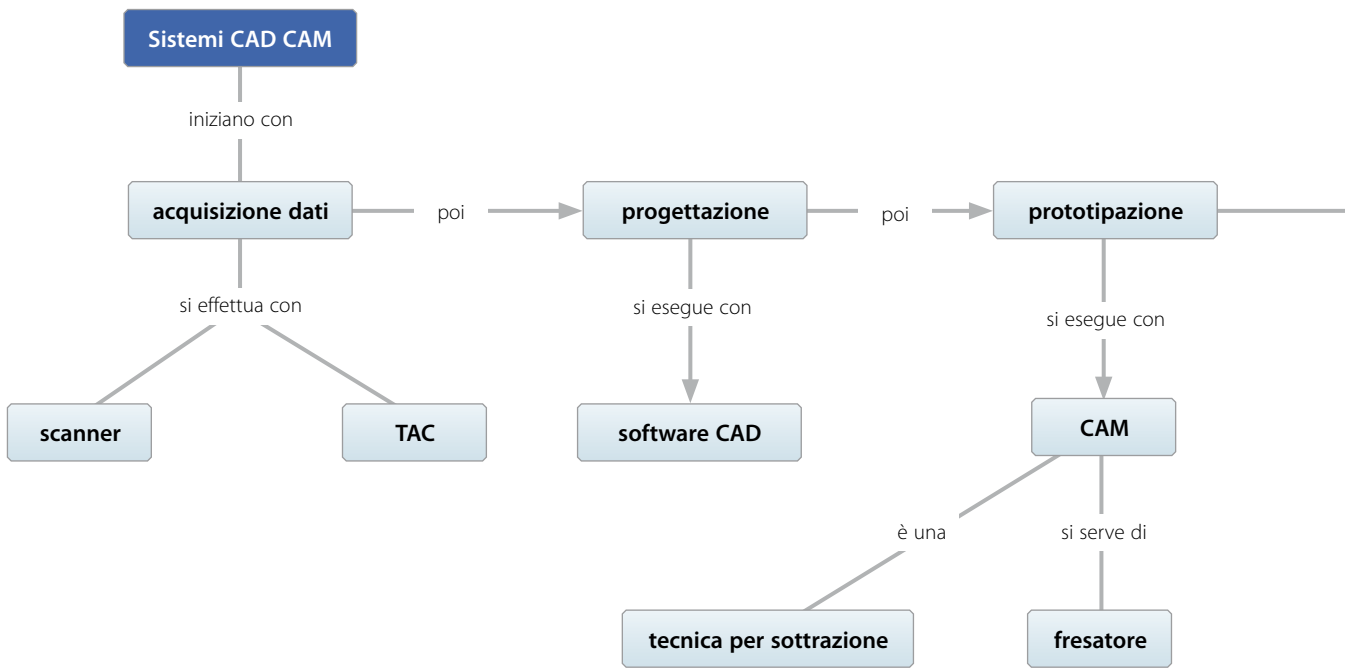 Sistemi CAD CAM
iniziano con
acquisizione dati
poi
progettazione
poi
prototipazione
si effettua con
si esegue con
si esegue con
scanner
TAC
software CAD
CAM
è una
si serve di
tecnica per sottrazione
fresatore